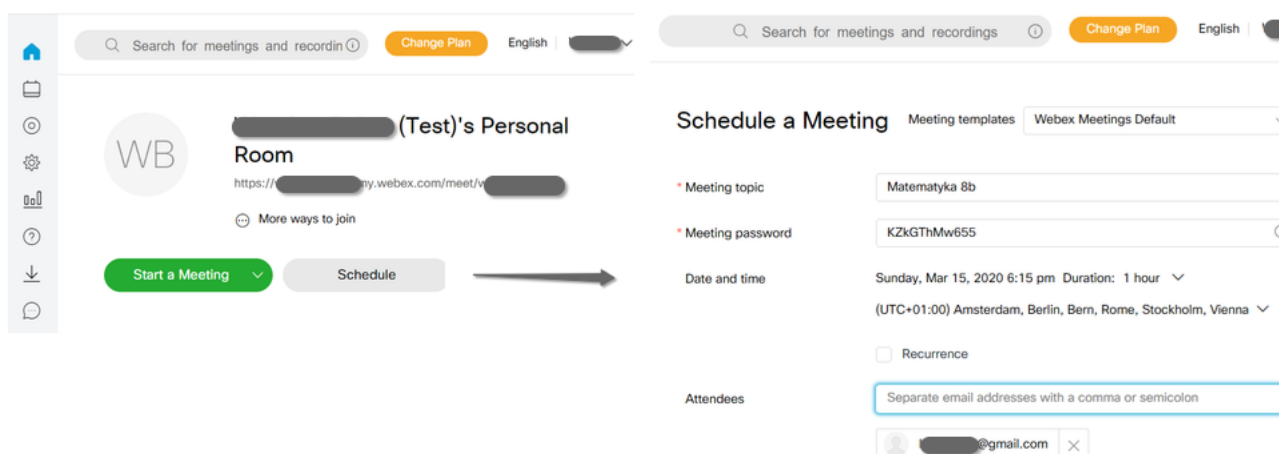 Search for meetings and recordin
Change Plan
English
WB
(Test)'s Personal
Room
https:// ny.webex.com/meet/
More ways to join
Start a Meeting
Schedule
Search for meetings and recordings
Change Plan
English
Schedule a Meeting
Meeting templates
Webex Meetings Default
* Meeting topic
Matematyka 8b
* Meeting password
KZkGThMw655
Date and time
Sunday, Mar 15, 2020 6:15 pm Duration: 1 hour
(UTC+01:00) Amsterdam, Berlin, Bern, Rome, Stockholm, Vienna
Recurrence
Attendees
Separate email addresses with a comma or semicolon
@gmail.com